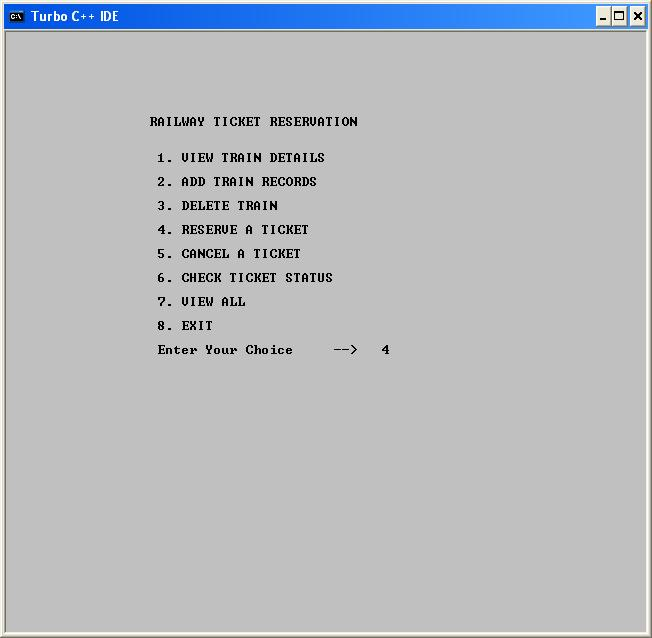 Turbo C++ IDE
RAILWAY TICKET RESERVATION
1. VIEW TRAIN DETAILS
2. ADD TRAIN RECORDS
3. DELETE TRAIN
4. RESERVE A TICKET
5. CANCEL A TICKET
6. CHECK TICKET STATUS
7. VIEW ALL
8. EXIT
Enter Your Choice --> 4